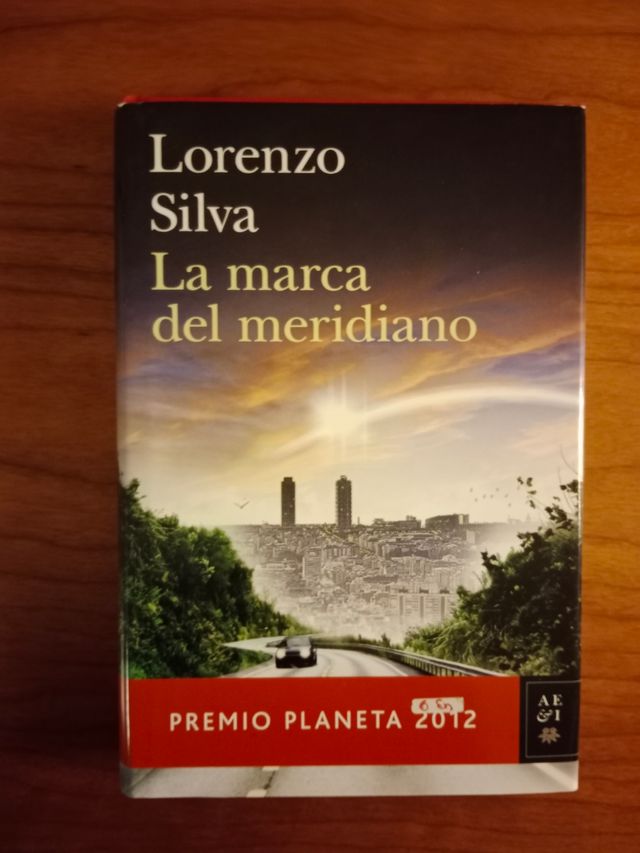 Lorenzo
Silva
La marca
del meridiano
PREMIO PLANETA 2012
AE
&I